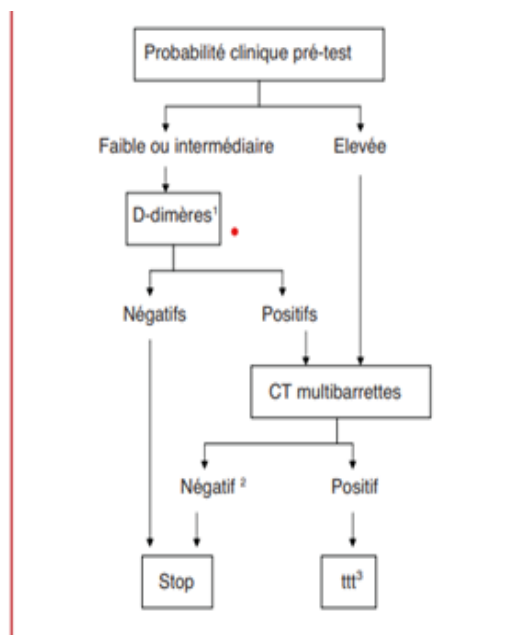 Probabilité clinique pré-test
Faible ou intermédiaire
Elevée
D-dimères¹
Négatifs
Positifs
CT multibarrettes
Négatif ²
Positif
Stop
ttt³